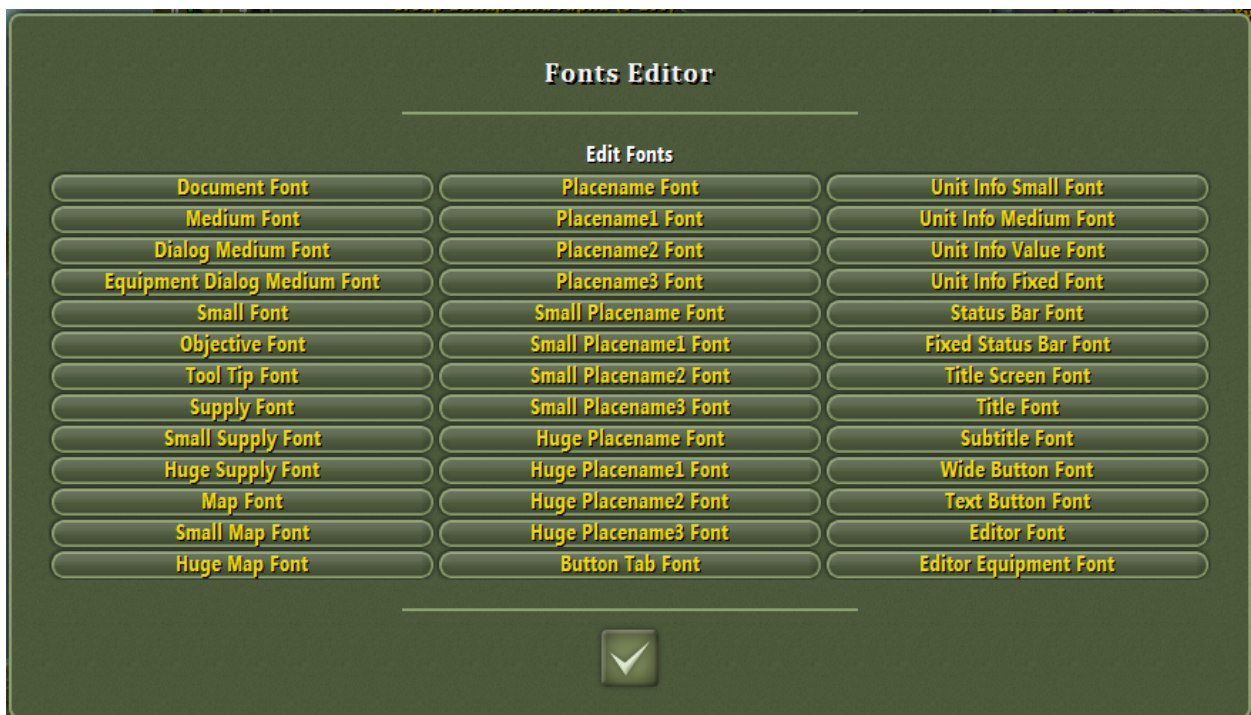 Fonts Editor
Edit Fonts
Document Font
Medium Font
Dialog Medium Font
Equipment Dialog Medium Font
Small Font
Objective Font
Tool Tip Font
Supply Font
Small Supply Font
Huge Supply Font
Map Font
Small Map Font
Huge Map Font
Placename Font
Placename1 Font
Placename2 Font
Placename3 Font
Small Placename Font
Small Placename1 Font
Small Placename2 Font
Small Placename3 Font
Huge Placename Font
Huge Placename1 Font
Huge Placename2 Font
Huge Placename3 Font
Button Tab Font
Unit Info Small Font
Unit Info Medium Font
Unit Info Value Font
Unit Info Fixed Font
Status Bar Font
Fixed Status Bar Font
Title Screen Font
Title Font
Subtitle Font
Wide Button Font
Text Button Font
Editor Font
Editor Equipment Font